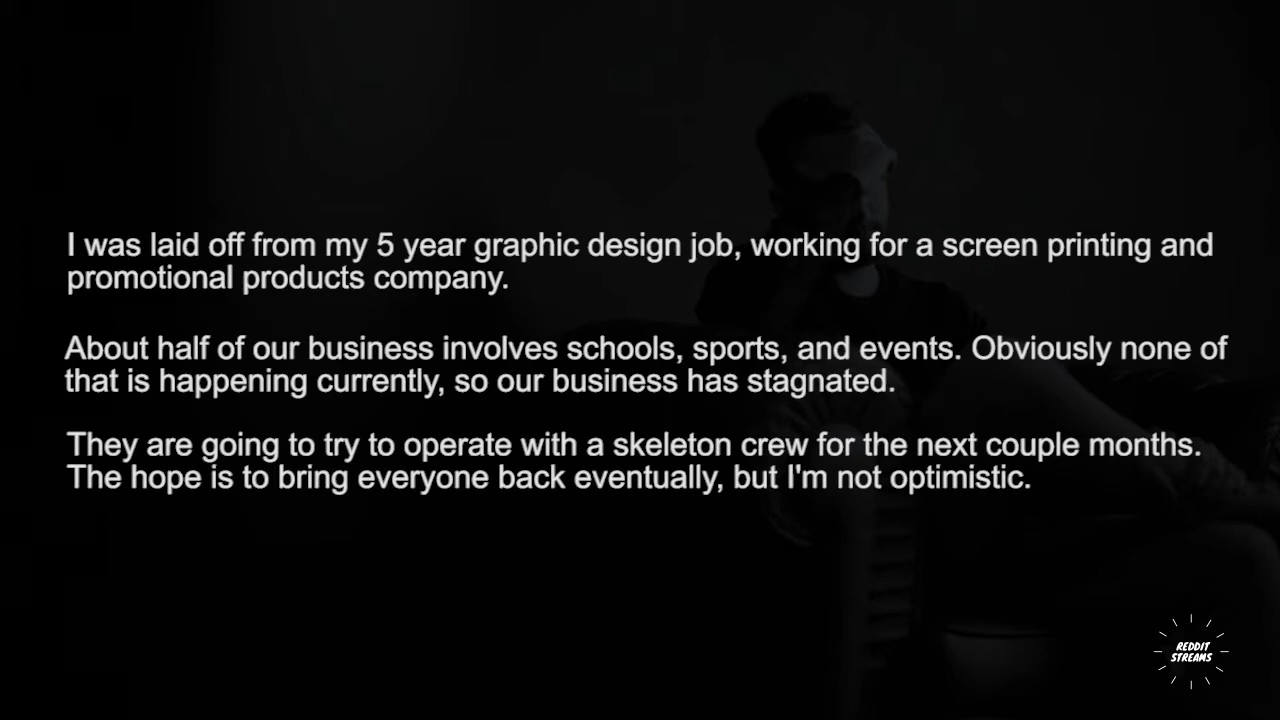 I was laid off from my 5 year graphic design job, working for a screen printing and
promotional products company.
About half of our business involves schools, sports, and events. Obviously none of
that is happening currently, so our business has stagnated.
They are going to try to operate with a skeleton crew for the next couple months.
The hope is to bring everyone back eventually, but I'm not optimistic.
REDDIT
STREAMS